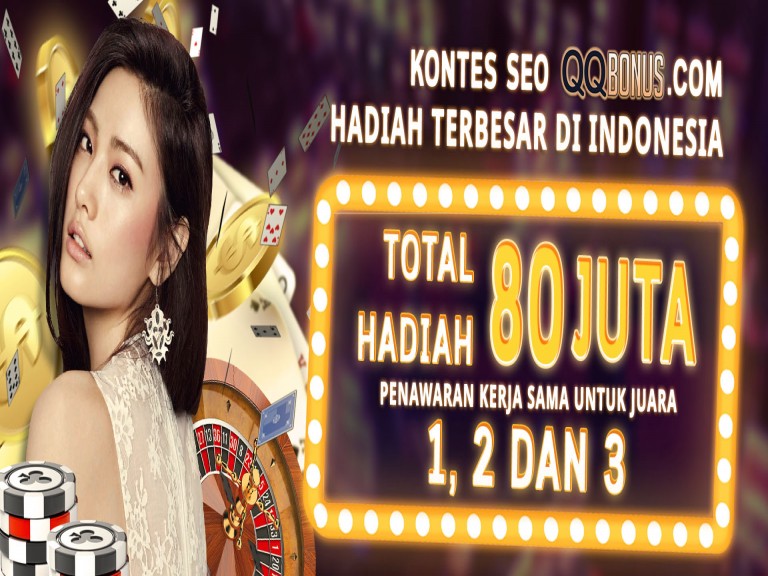 KONTES SEO QQBONUS.COM
HADIAH TERBESAR DI INDONESIA
TOTAL HADIAH 80 JUTA
PENAWARAN KERJA SAMA UNTUK JUARA
1, 2 DAN 3